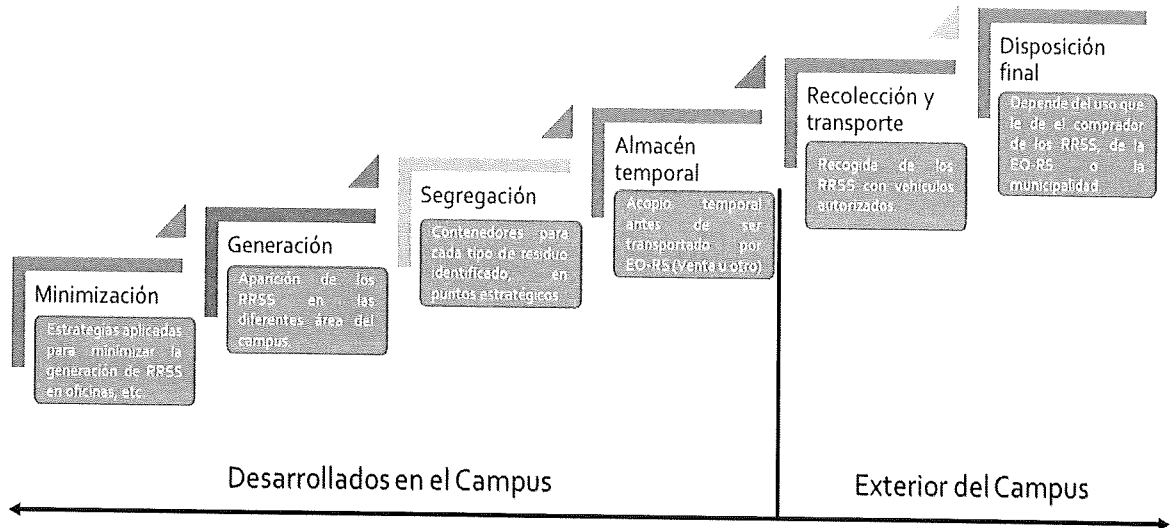 Minimización
Estrategias aplicadas
para minimizar la
generación de RRSS
en oficinas, etc.
Generación
Aparición de los
RRSS en las
diferentes área del
campus
Segregación
Contenedores para
cada tipo de residuo
identificado, en
puntos estratégicos
Almacén
temporal
Acopio temporal
antes de ser
transportado por
EO-RS (Venta u otro)
Recolección y
transporte
Recogida de los
RRSS con vehículos
autorizados
Disposición
final
Depende del uso que
le de el comprador
de los RRSS, de la
EO-RS o la
municipalidad
Desarrollados en el Campus
Exterior del Campus